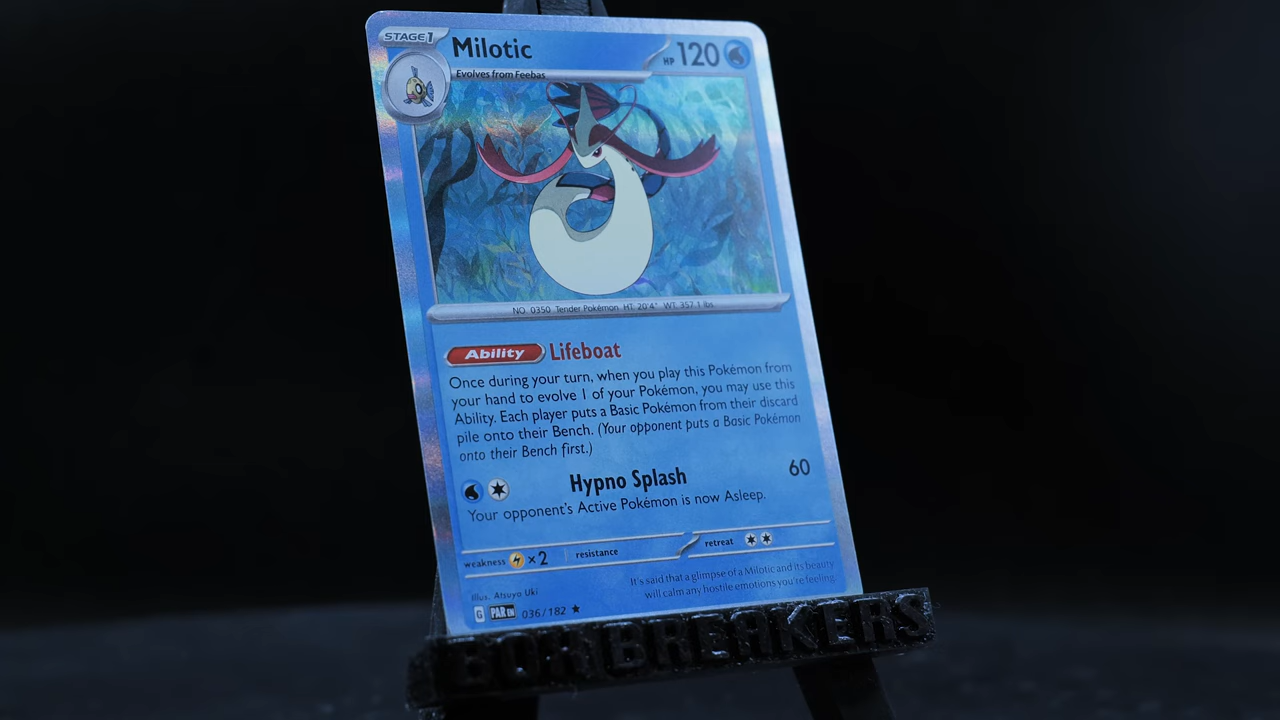 STAGE1
Milotic
HP 120
Evolves from Feebas
NO. 0350 Tender Pokémon HT: 20'4" WT: 357.1 lbs
Ability Lifeboat
Once during your turn, when you play this Pokémon from
your hand to evolve 1 of your Pokémon, you may use this
Ability. Each player puts a Basic Pokémon from their discard
pile onto their Bench. (Your opponent puts a Basic Pokémon
onto their Bench first.)
Hypno Splash 60
Your opponent's Active Pokémon is now Asleep.
weakness ×2 resistance retreat
It's said that a glimpse of a Milotic and its beauty
will calm any hostile emotions you're feeling.
Illus. Atsuya Uki
G PAR EN 036/182 ★
BOXBREAKERS